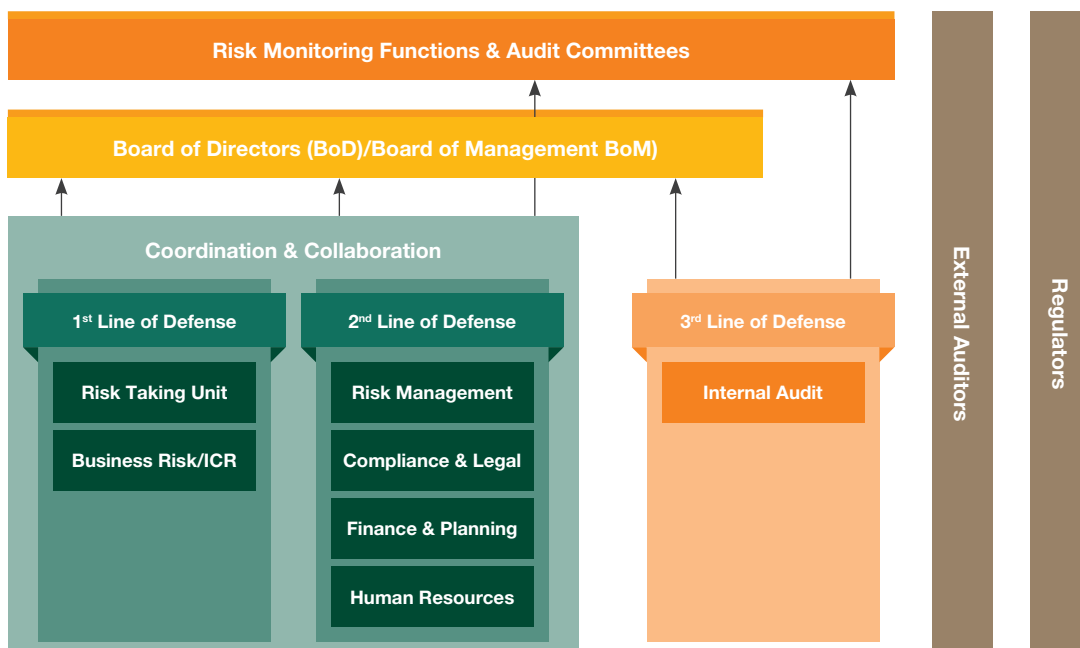 Risk Monitoring Functions & Audit Committees
Board of Directors (BoD)/Board of Management BoM)
Coordination & Collaboration
1st Line of Defense
Risk Taking Unit
Business Risk/ICR
2nd Line of Defense
Risk Management
Compliance & Legal
Finance & Planning
Human Resources
3rd Line of Defense
Internal Audit
External Auditors
Regulators